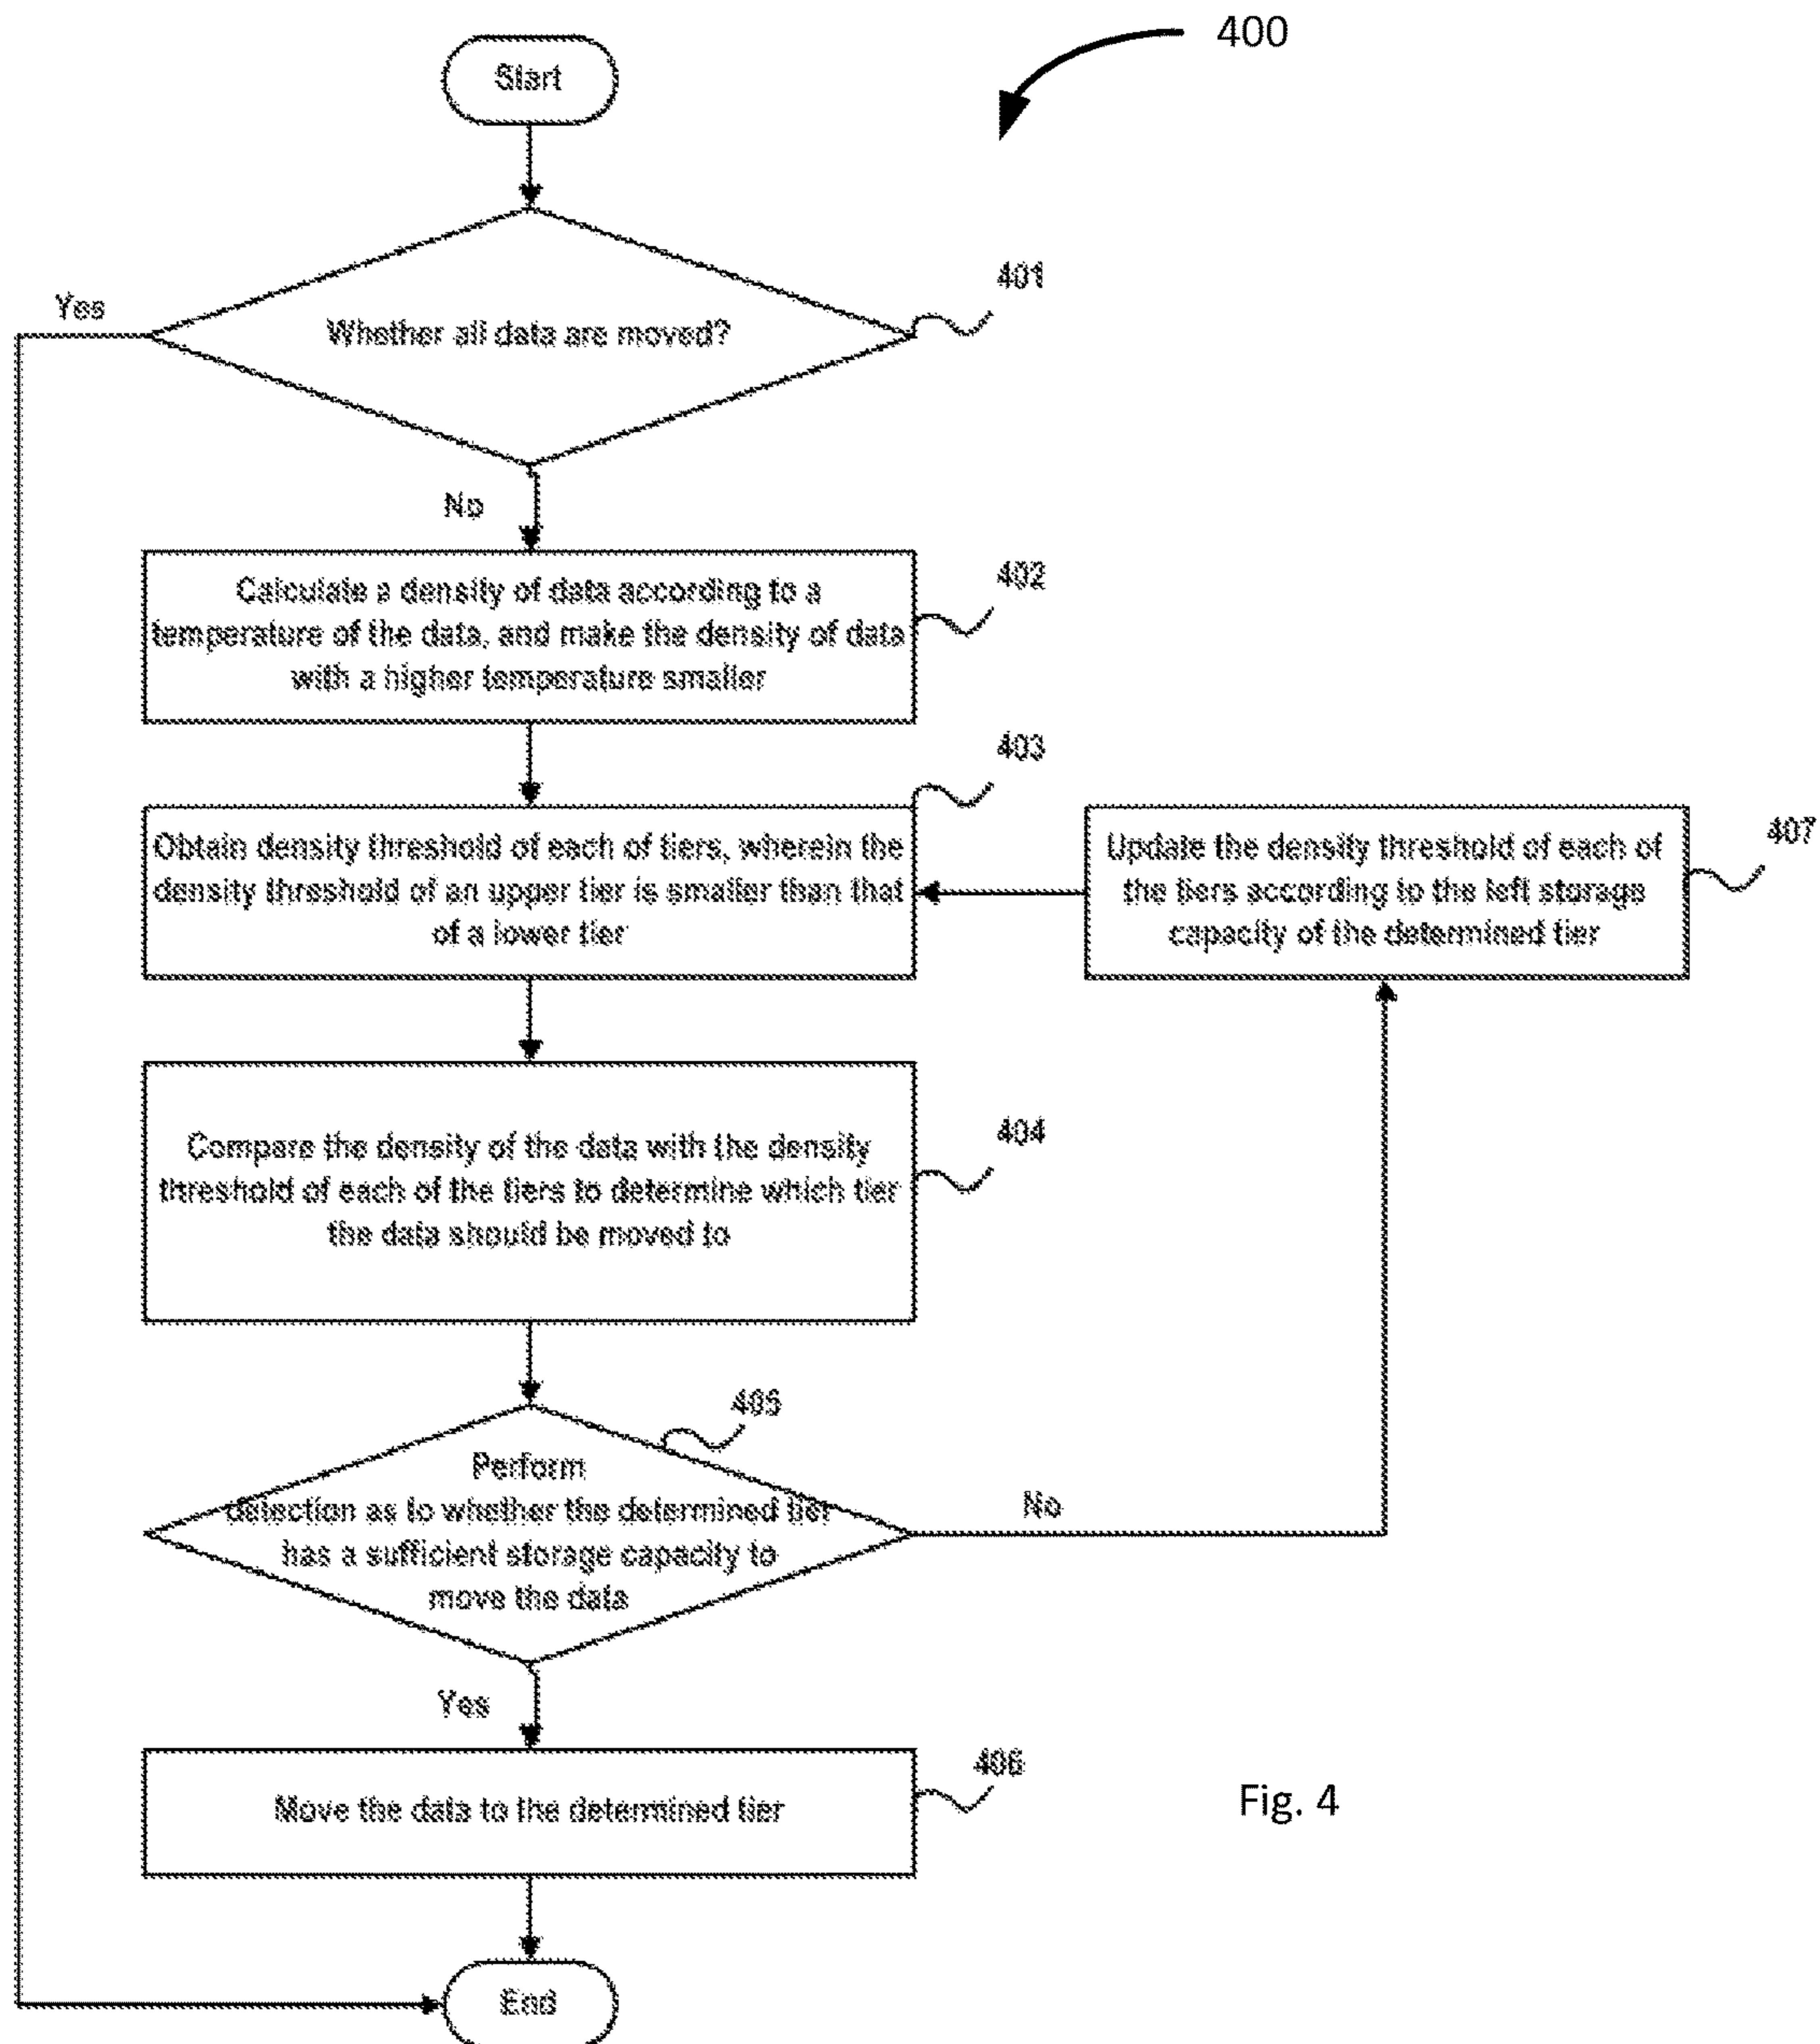 400
Start
401
Yes
Whether all data are moved?
No
402
Calculate a density of data according to a
temperature of the data, and make the density of data
with a higher temperature smaller
403
Obtain density threshold of each of tiers, wherein the
density threshold of an upper tier is smaller than that
of a lower tier
407
Update the density threshold of each of
the tiers according to the left storage
capacity of the determined tier
404
Compare the density of the data with the density
threshold of each of the tiers to determine which tier
the data should be moved to
405
Perform
detection as to whether the determined tier
has a sufficient storage capacity to
move the data
No
Yes
406
Move the data to the determined tier
Fig. 4
End